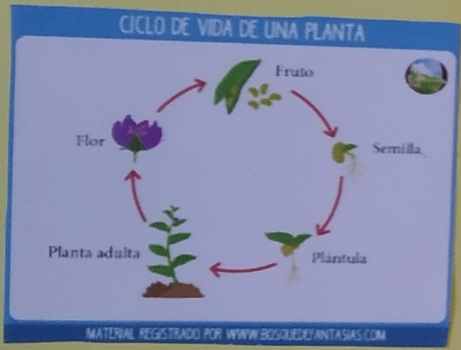 CICLO DE VIDA DE UNA PLANTA
Fruto
Flor
Semilla
Planta adulta
Plántula
MATERIAL REGISTRADO POR WWW.BOSQUEDEFANTASIAS.COM